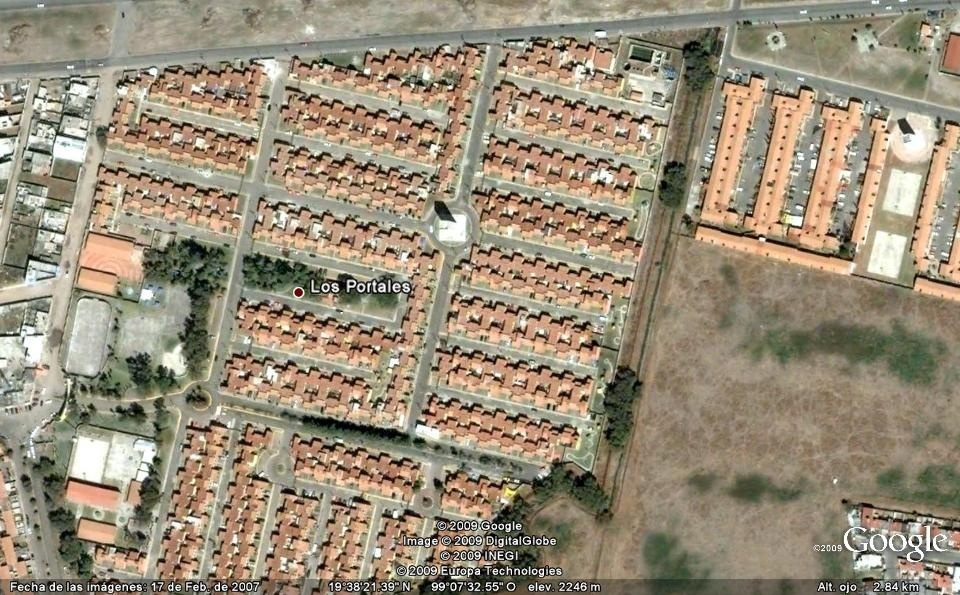 Los Portales
© 2009 Google
Image © 2009 DigitalGlobe
© 2009 INEGI
© 2009 Europa Technologies
©2009 Google
Fecha de las imágenes: 17 de Feb. de 2007 19°38'21.39" N 99°07'32.55" O elev. 2246 m Alt. ojo 2.84 km